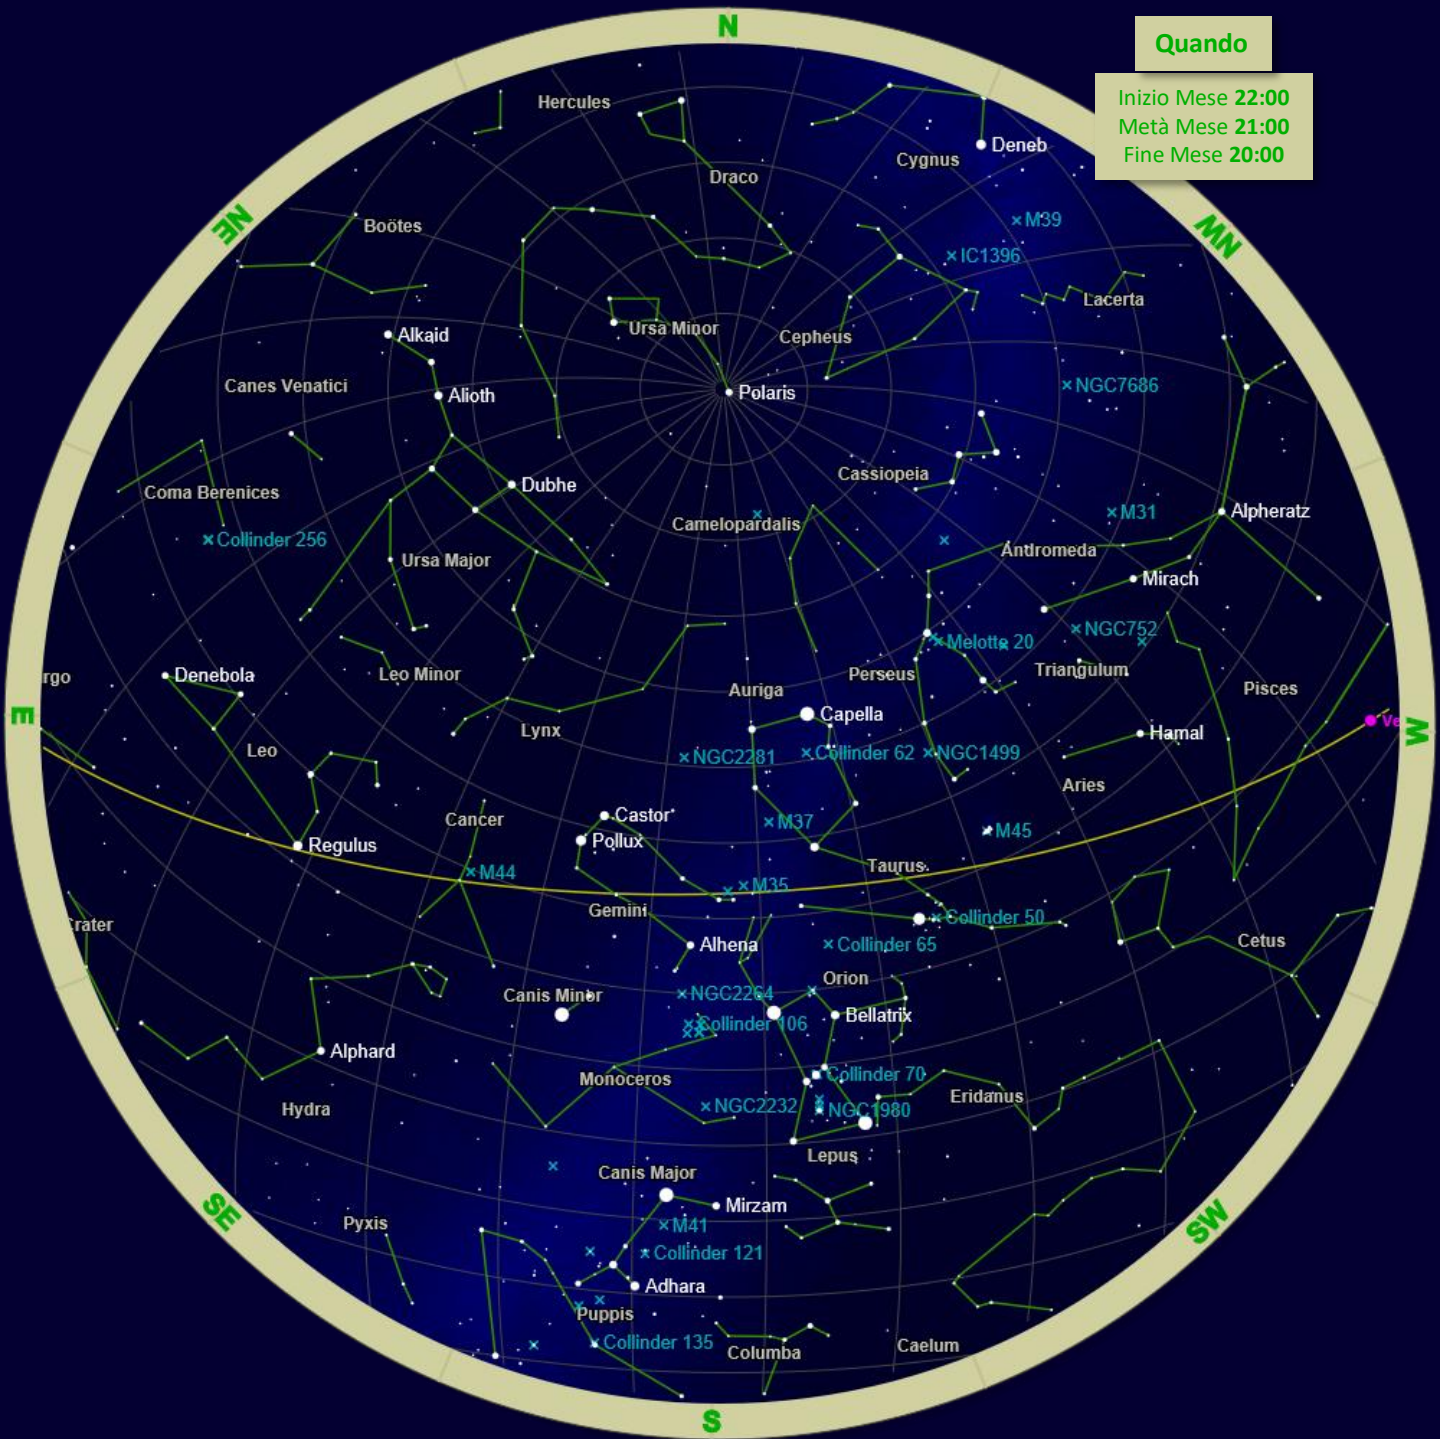 N
Quando
Inizio Mese 22:00
Metà Mese 21:00
Fine Mese 20:00
Hercules
Deneb
Cygnus
Draco
NE
Boötes
M39
NW
IC1396
Lacerta
Ursa Minor
Alkaid
Cepheus
Canes Venatici
NGC7686
Alioth
Polaris
Cassiopeia
Dubhe
Coma Berenices
M31
Alpheratz
Camelopardalis
Collinder 256
Andromeda
Ursa Major
Mirach
NGC752
Melotte 20
Triangulum
rgo
Denebola
Leo Minor
Perseus
Auriga
Pisces
E
Capella
Ve
W
Lynx
Hamal
Leo
NGC2281
Collinder 62
NGC1499
Aries
Castor
Cancer
M37
M45
Pollux
Regulus
Taurus
M44
M35
Gemini
Collinder 50
Crater
Alhena
Collinder 65
Cetus
Orion
Canis Minor
NGC2264
Bellatrix
Collinder 106
Alphard
Monoceros
Collinder 70
Hydra
NGC2232
NGC1980
Eridanus
Lepus
Canis Major
SE
Mirzam
SW
Pyxis
M41
Collinder 121
Adhara
Puppis
Collinder 135
Columba
Caelum
S